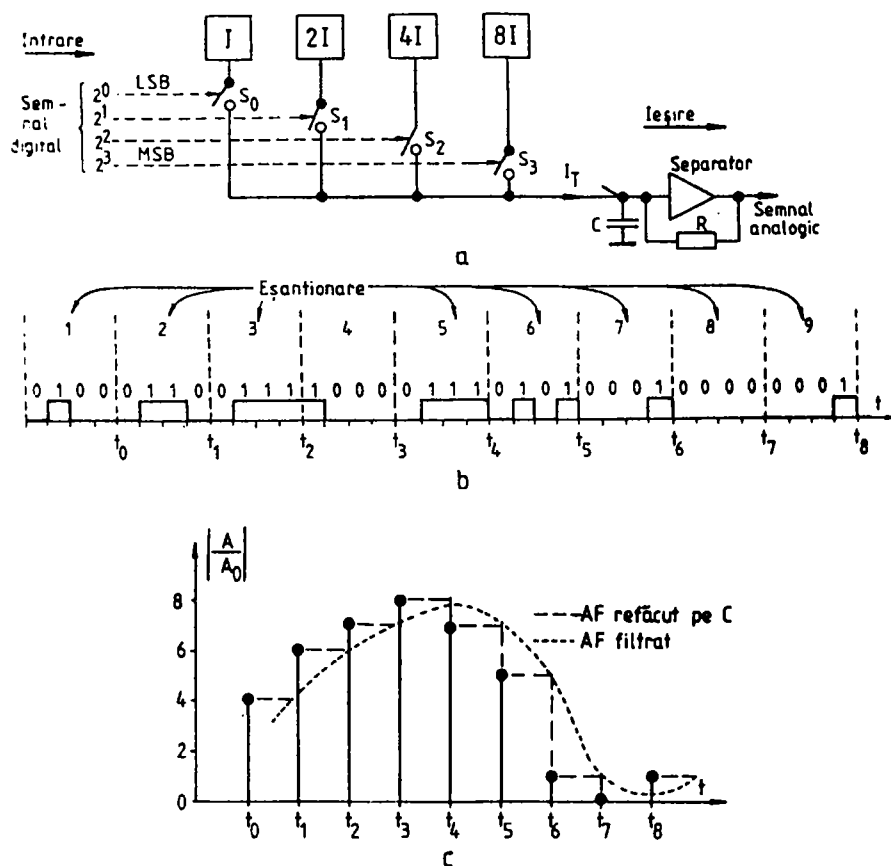 I 2I 4I 8I
Intrare
LSB
Sem-
nal
digital
2⁰
2¹
2²
2³
MSB
S₀
S₁
S₂
S₃
Ieşire
Separator
I_T
C
R
Semnal
analogic
a
Eşantionare
1 2 3 4 5 6 7 8 9
0 1 0 0 0 1 1 0 0 1 1 1 1 0 0 0 0 1 1 1 0 1 0 1 0 0 0 1 0 0 0 0 0 0 0 1 t
t₀ t₁ t₂ t₃ t₄ t₅ t₆ t₇ t₈
b
|A/A₀|
8
6
4
2
0
AF refăcut pe C
AF filtrat
t
t₀ t₁ t₂ t₃ t₄ t₅ t₆ t₇ t₈
c